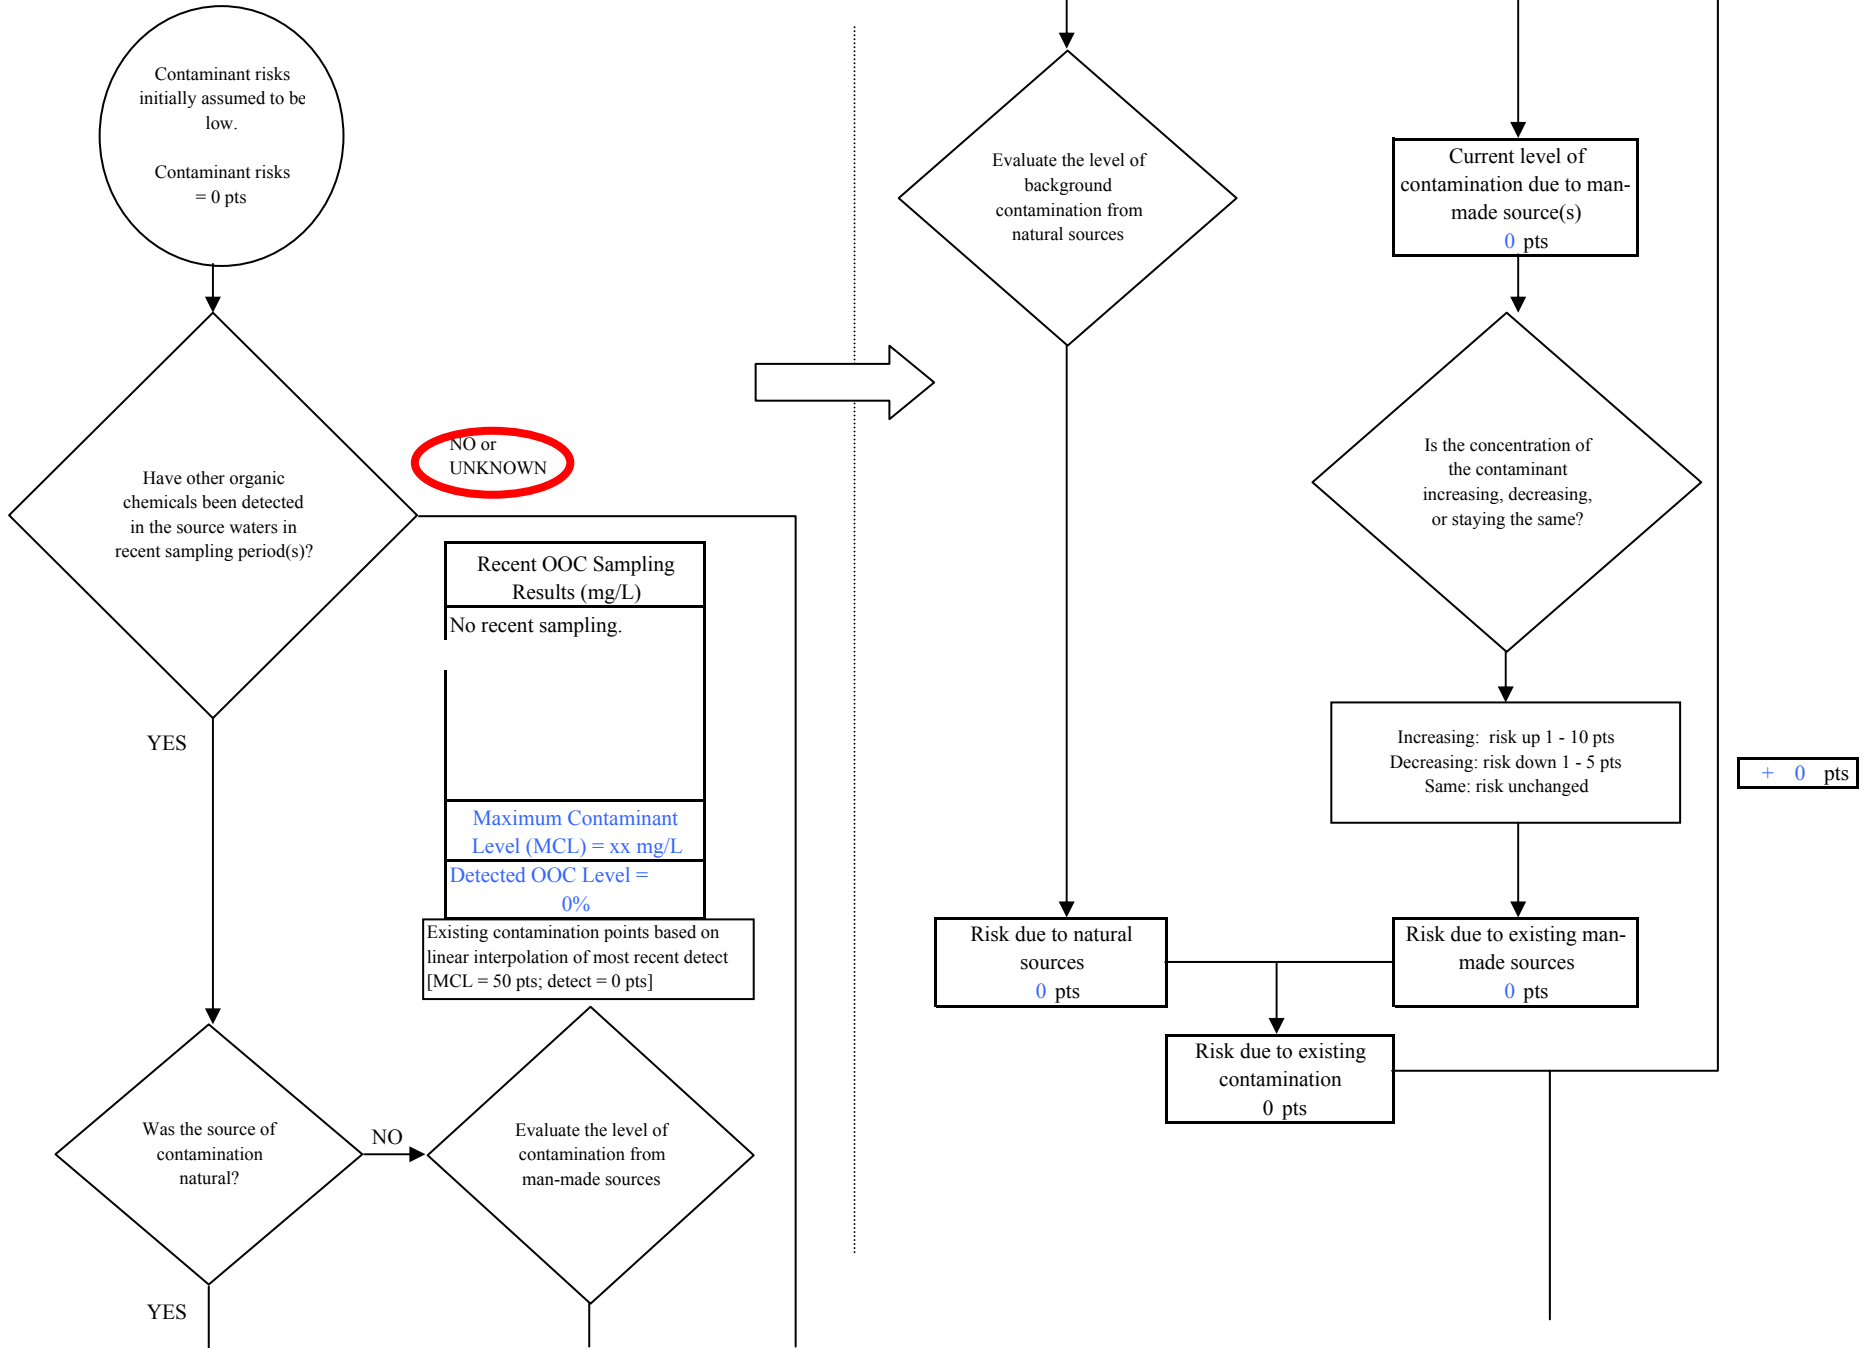 Contaminant risks
initially assumed to be
low.
Contaminant risks
= 0 pts
Have other organic
chemicals been detected
in the source waters in
recent sampling period(s)?
NO or
UNKNOWN
YES
Recent OOC Sampling
Results (mg/L)
No recent sampling.
Maximum Contaminant
Level (MCL) = xx mg/L
Detected OOC Level =
0%
Existing contamination points based on
linear interpolation of most recent detect
[MCL = 50 pts; detect = 0 pts]
Was the source of
contamination
natural?
NO
YES
Evaluate the level of
contamination from
man-made sources
Evaluate the level of
background
contamination from
natural sources
Current level of
contamination due to man-
made source(s)
0 pts
Is the concentration of
the contaminant
increasing, decreasing,
or staying the same?
Increasing: risk up 1 - 10 pts
Decreasing: risk down 1 - 5 pts
Same: risk unchanged
+ 0 pts
Risk due to natural
sources
0 pts
Risk due to existing man-
made sources
0 pts
Risk due to existing
contamination
0 pts